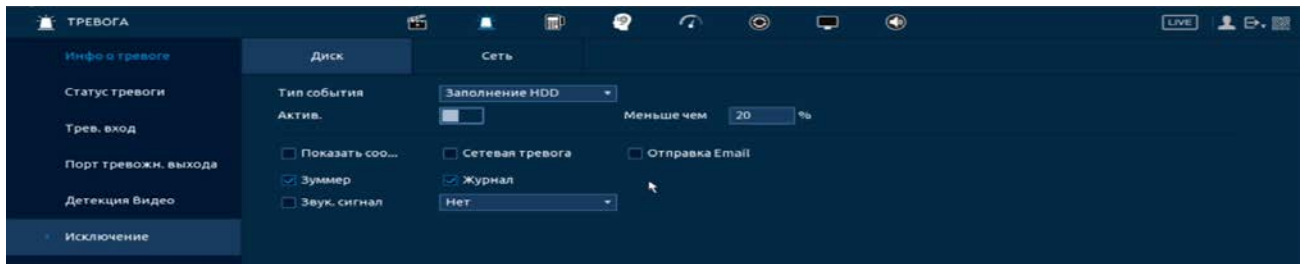 ТРЕВОГА LIVE
Инфо о тревоге Диск Сеть
Статус тревоги Тип события Заполнение HDD
Актив. Меньше чем 20 %
Трев. вход
Показать соо... Сетевая тревога Отправка Email
Порт тревожн. выхода
Зуммер Журнал
Детекция Видео Звук. сигнал Нет
Исключение